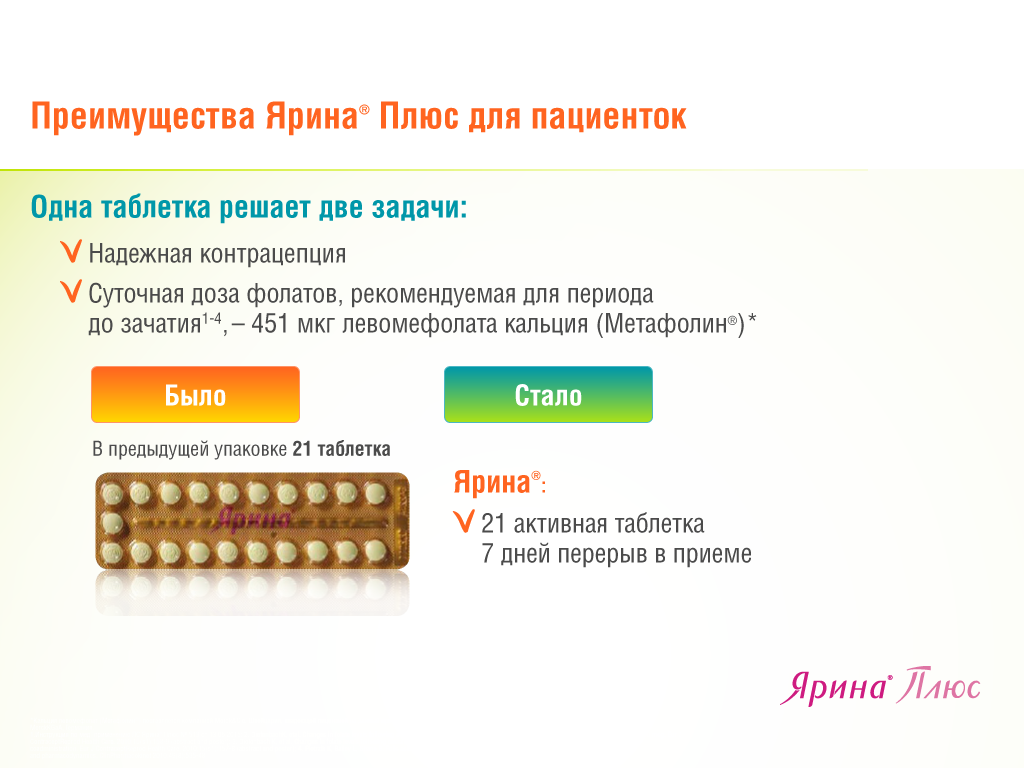 Преимущества Ярина® Плюс для пациенток
Одна таблетка решает две задачи:
Надежная контрацепция
Суточная доза фолатов, рекомендуемая для периода
до зачатия1-4, – 451 мкг левомефолата кальция (Метафолин®)*
Было
Стало
В предыдущей упаковке 21 таблетка
Ярина
Ярина®:
21 активная таблетка
7 дней перерыв в приеме
Ярина® Плюс